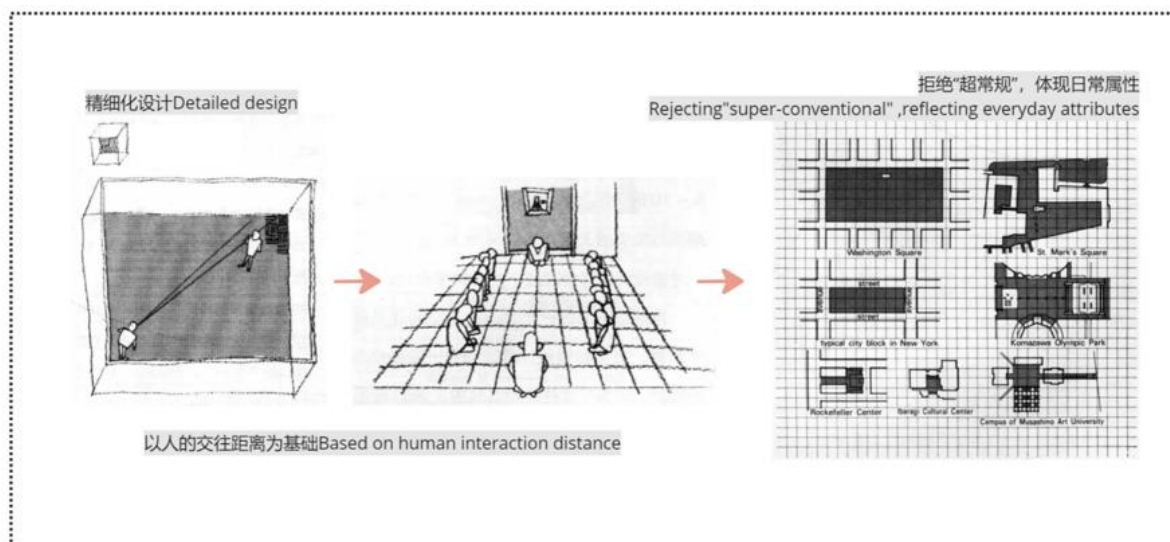 精细化设计Detailed design
拒绝“超常规”，体现日常属性
Rejecting"super-conventional" ,reflecting everyday attributes
Washington Square
St. Mark's Square
street
avenue
avenue
street
typical city block in New York
Komazawa Olympic Park
Rockefeller Center
Ibaragi Cultural Center
Campus of Musashino Art University
以人的交往距离为基础Based on human interaction distance